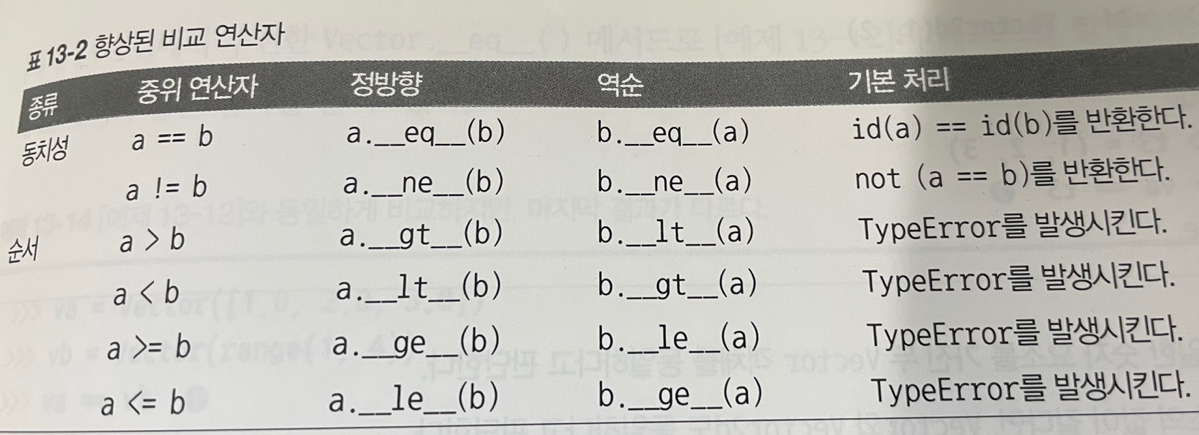 표 13-2 향상된 비교 연산자
종류 중위 연산자 정방향 역순 기본 처리
동치성 a == b a.__eq__(b) b.__eq__(a) id(a) == id(b)를 반환한다.
a != b a.__ne__(b) b.__ne__(a) not (a == b)를 반환한다.
순서 a > b a.__gt__(b) b.__lt__(a) TypeError를 발생시킨다.
a < b a.__lt__(b) b.__gt__(a) TypeError를 발생시킨다.
a >= b a.__ge__(b) b.__le__(a) TypeError를 발생시킨다.
a <= b a.__le__(b) b.__ge__(a) TypeError를 발생시킨다.